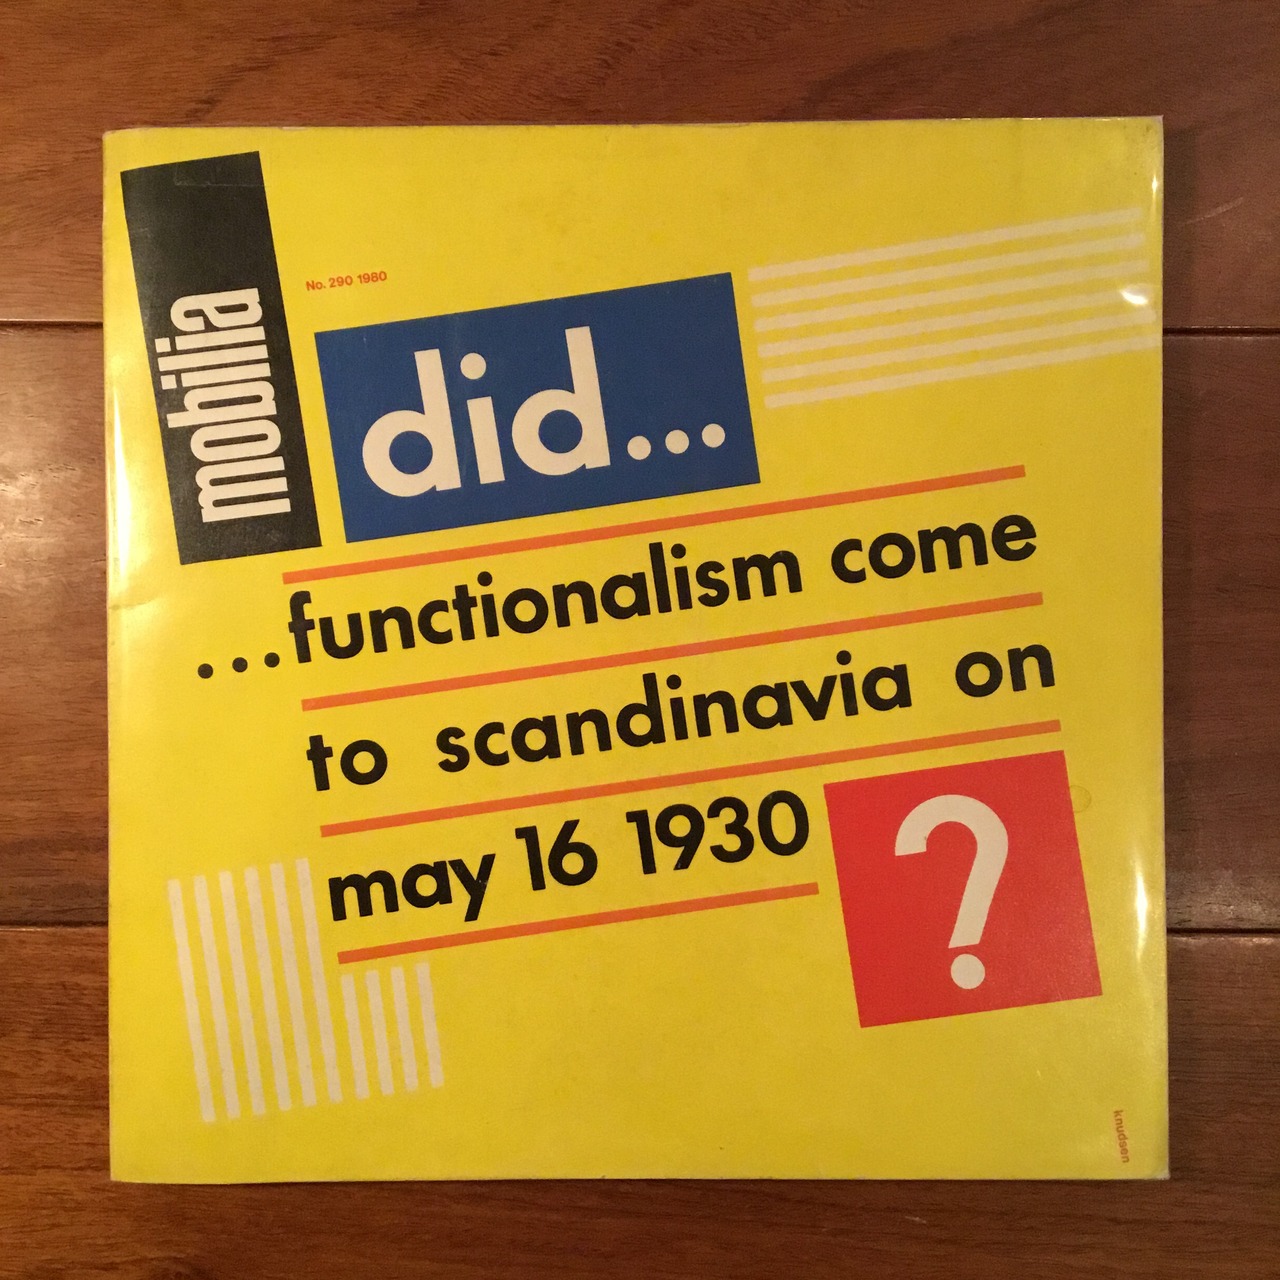 mobilia
No. 290 1980
did...
...functionalism come
to scandinavia on
may 16 1930
?
knudsen